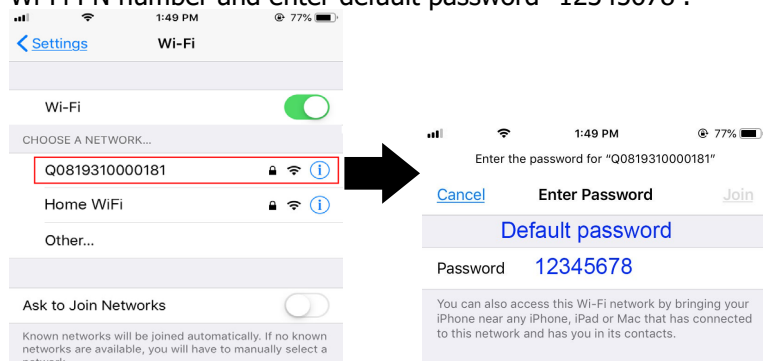 Wi-Fi PN number and enter default password "12345678".
1:49 PM
77%
Settings
Wi-Fi
Wi-Fi
CHOOSE A NETWORK...
Q0819310000181
Home WiFi
Other...
Ask to Join Networks
Known networks will be joined automatically. If no known
networks are available, you will have to manually select a
network.
1:49 PM
77%
Enter the password for "Q0819310000181"
Cancel
Enter Password
Join
Default password
Password 12345678
You can also access this Wi-Fi network by bringing your
iPhone near any iPhone, iPad or Mac that has connected
to this network and has you in its contacts.